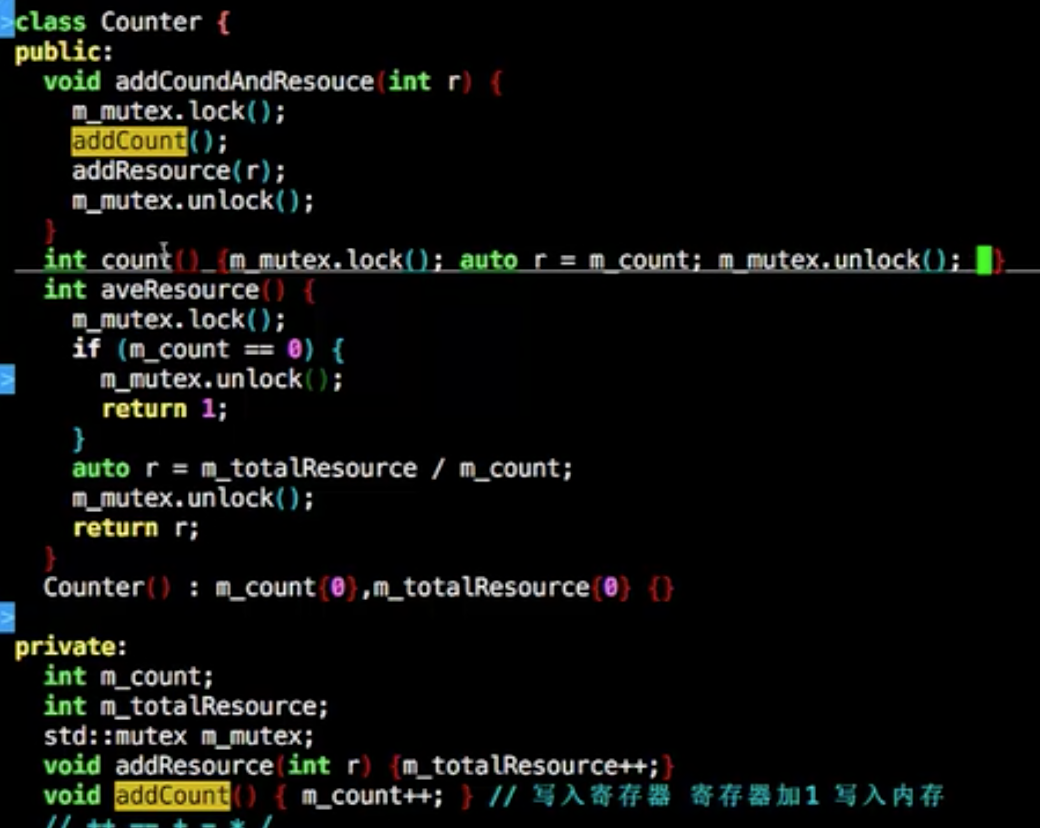 class Counter {
public:
  void addCoundAndResouce(int r) {
    m_mutex.lock();
    addCount();
    addResource(r);
    m_mutex.unlock();
  }
  int count() {m_mutex.lock(); auto r = m_count; m_mutex.unlock(); }
  int aveResource() {
    m_mutex.lock();
    if (m_count == 0) {
      m_mutex.unlock();
      return 1;
    }
    auto r = m_totalResource / m_count;
    m_mutex.unlock();
    return r;
  }
  Counter() : m_count{0},m_totalResource{0} {}
private:
  int m_count;
  int m_totalResource;
  std::mutex m_mutex;
  void addResource(int r) {m_totalResource++;}
  void addCount() { m_count++; } // 写入寄存器 寄存器加1 写入内存